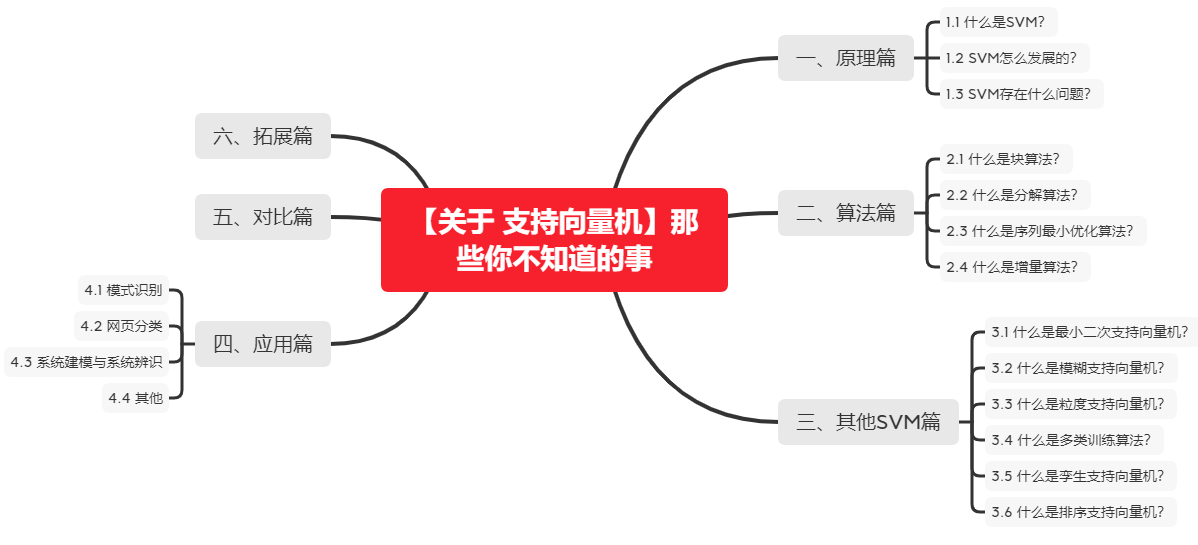 【关于 支持向量机】那
些你不知道的事
一、原理篇
1.1 什么是SVM？
1.2 SVM怎么发展的？
1.3 SVM存在什么问题？
二、算法篇
2.1 什么是块算法？
2.2 什么是分解算法？
2.3 什么是序列最小优化算法？
2.4 什么是增量算法？
三、其他SVM篇
3.1 什么是最小二次支持向量机？
3.2 什么是模糊支持向量机？
3.3 什么是粒度支持向量机？
3.4 什么是多类训练算法？
3.5 什么是孪生支持向量机？
3.6 什么是排序支持向量机？
四、应用篇
4.1 模式识别
4.2 网页分类
4.3 系统建模与系统辨识
4.4 其他
五、对比篇
六、拓展篇